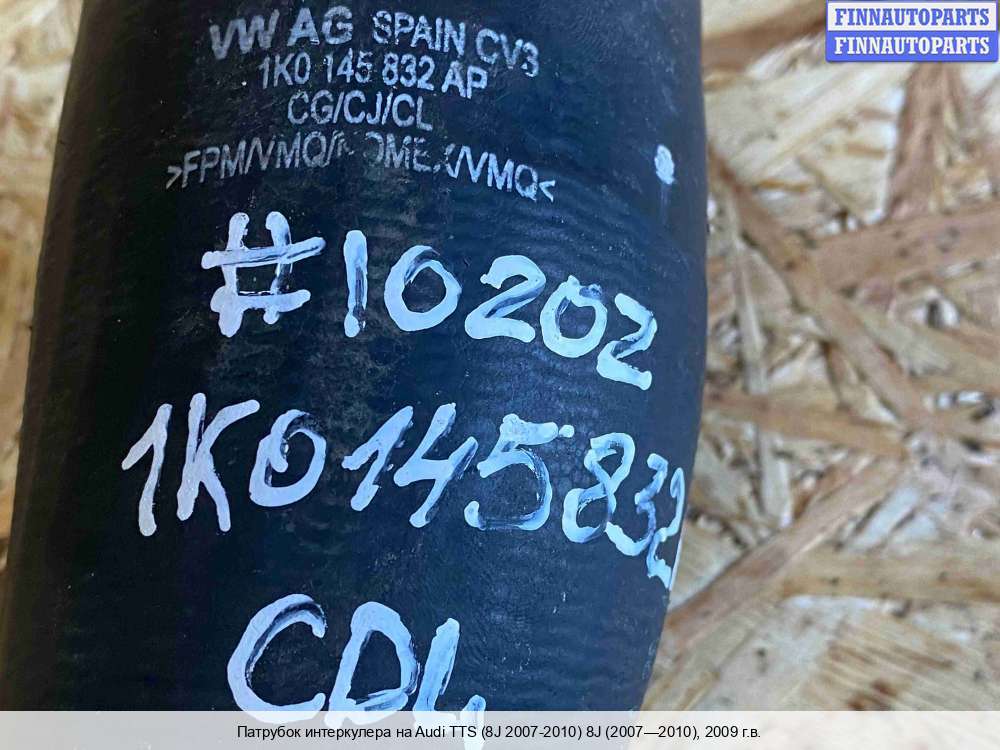 FINNAUTOPARTS
FINNAUTOPARTS
VW AG SPAIN CV3
1K0 145 832 AP
CG/CJ/CL
#10202
1K0145832
CDL
Патрубок интеркулера на Audi TTS (8J 2007-2010) 8J (2007—2010), 2009 г.в.